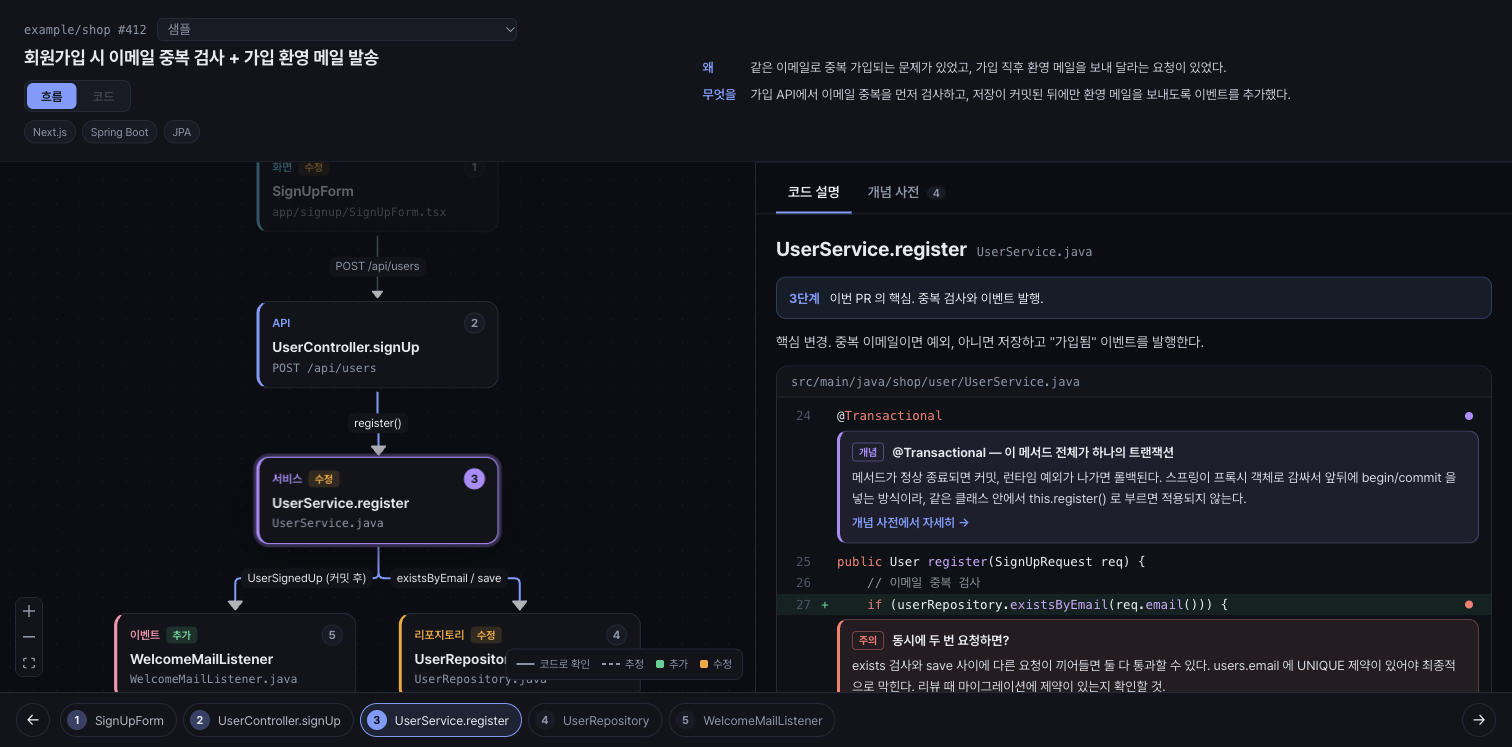 example/shop #412 샘플
회원가입 시 이메일 중복 검사 + 가입 환영 메일 발송
흐름 코드
Next.js Spring Boot JPA
왜 같은 이메일로 중복 가입되는 문제가 있었고, 가입 직후 환영 메일을 보내 달라는 요청이 있었다.
무엇을 가입 API에서 이메일 중복을 먼저 검사하고, 저장이 커밋된 뒤에만 환영 메일을 보내도록 이벤트를 추가했다.
화면 수정 1
SignUpForm
app/signup/SignUpForm.tsx
POST /api/users
API 2
UserController.signUp
POST /api/users
register()
서비스 수정 3
UserService.register
UserService.java
UserSignedUp (커밋 후) existsByEmail / save
이벤트 추가 5
WelcomeMailListener
WelcomeMailListener.java
리포지토리 수정 4
UserRepositor
UserRepository.java
코드로 확인 추정 추가 수정
코드 설명 개념 사전 4
UserService.register UserService.java
3단계 이번 PR 의 핵심. 중복 검사와 이벤트 발행.
핵심 변경. 중복 이메일이면 예외, 아니면 저장하고 "가입됨" 이벤트를 발행한다.
src/main/java/shop/user/UserService.java
24 @Transactional
개념 @Transactional — 이 메서드 전체가 하나의 트랜잭션
메서드가 정상 종료되면 커밋, 런타임 예외가 나가면 롤백된다. 스프링이 프록시 객체로 감싸서 앞뒤에 begin/commit 을
넣는 방식이라, 같은 클래스 안에서 this.register() 로 부르면 적용되지 않는다.
개념 사전에서 자세히 →
25 public User register(SignUpRequest req) {
26 // 이메일 중복 검사
27 + if (userRepository.existsByEmail(req.email())) {
주의 동시에 두 번 요청하면?
exists 검사와 save 사이에 다른 요청이 끼어들면 둘 다 통과할 수 있다. users.email 에 UNIQUE 제약이 있어야 최종적
으로 막힌다. 리뷰 때 마이그레이션에 제약이 있는지 확인할 것.
← 1 SignUpForm 2 UserController.signUp 3 UserService.register 4 UserRepository 5 WelcomeMailListener →